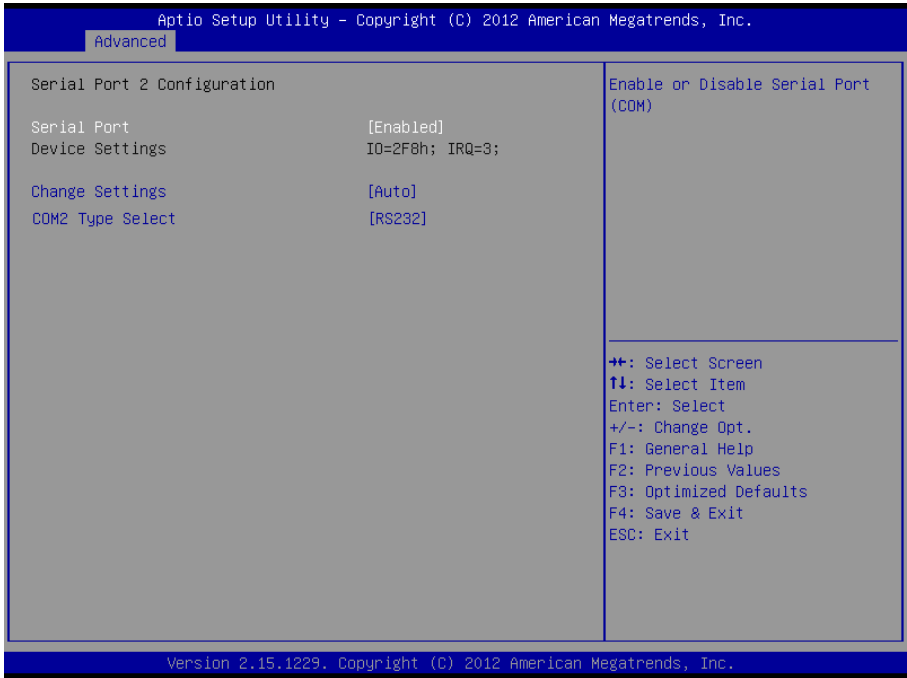 Aptio Setup Utility – Copyright (C) 2012 American Megatrends, Inc.
Advanced
Serial Port 2 Configuration
Serial Port [Enabled]
Device Settings IO=2F8h; IRQ=3;
Change Settings [Auto]
COM2 Type Select [RS232]
Enable or Disable Serial Port
(COM)
→←: Select Screen
↑↓: Select Item
Enter: Select
+/-: Change Opt.
F1: General Help
F2: Previous Values
F3: Optimized Defaults
F4: Save & Exit
ESC: Exit
Version 2.15.1229. Copyright (C) 2012 American Megatrends, Inc.